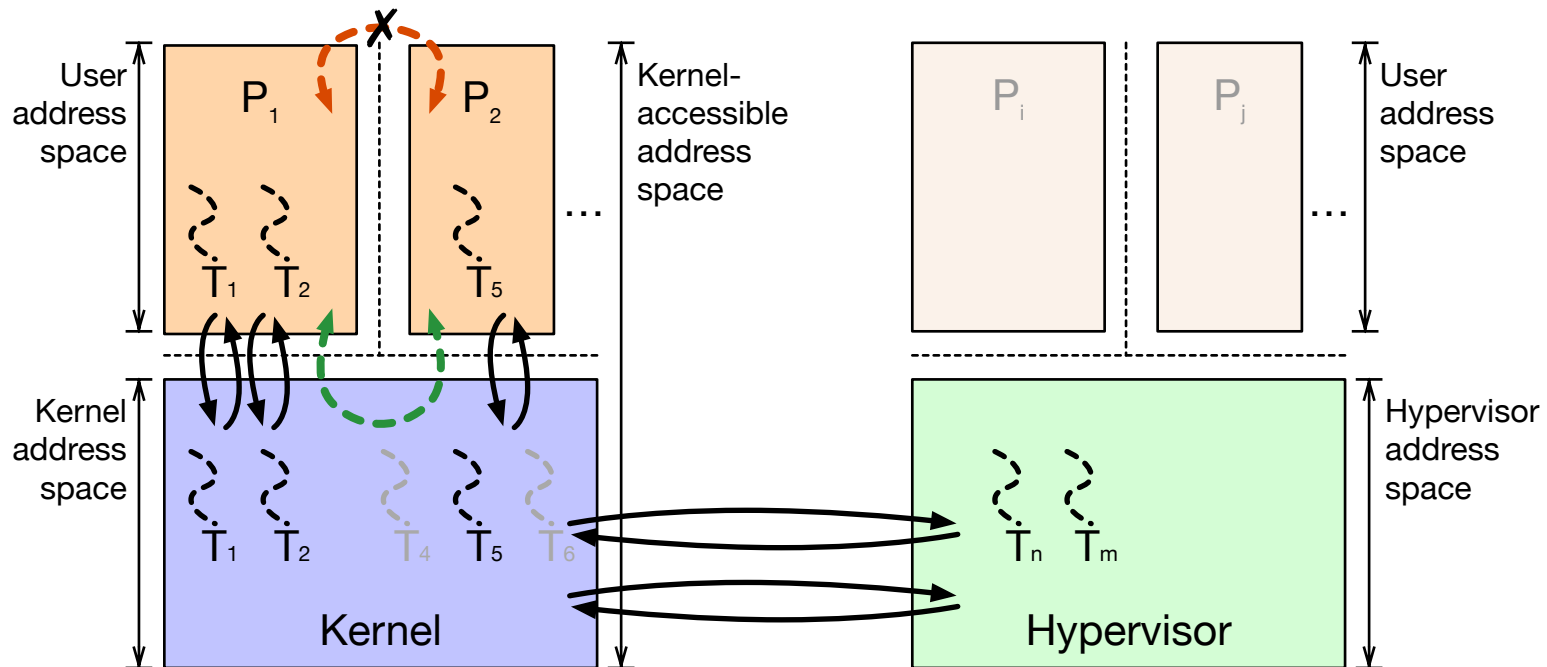 User
address
space
P1
P2
Kernel-
accessible
address
space
Pi
Pj
User
address
space
...
...
T1
T2
T5
Kernel
address
space
Hypervisor
address
space
T1
T2
T4
T5
T6
Tn
Tm
Kernel
Hypervisor